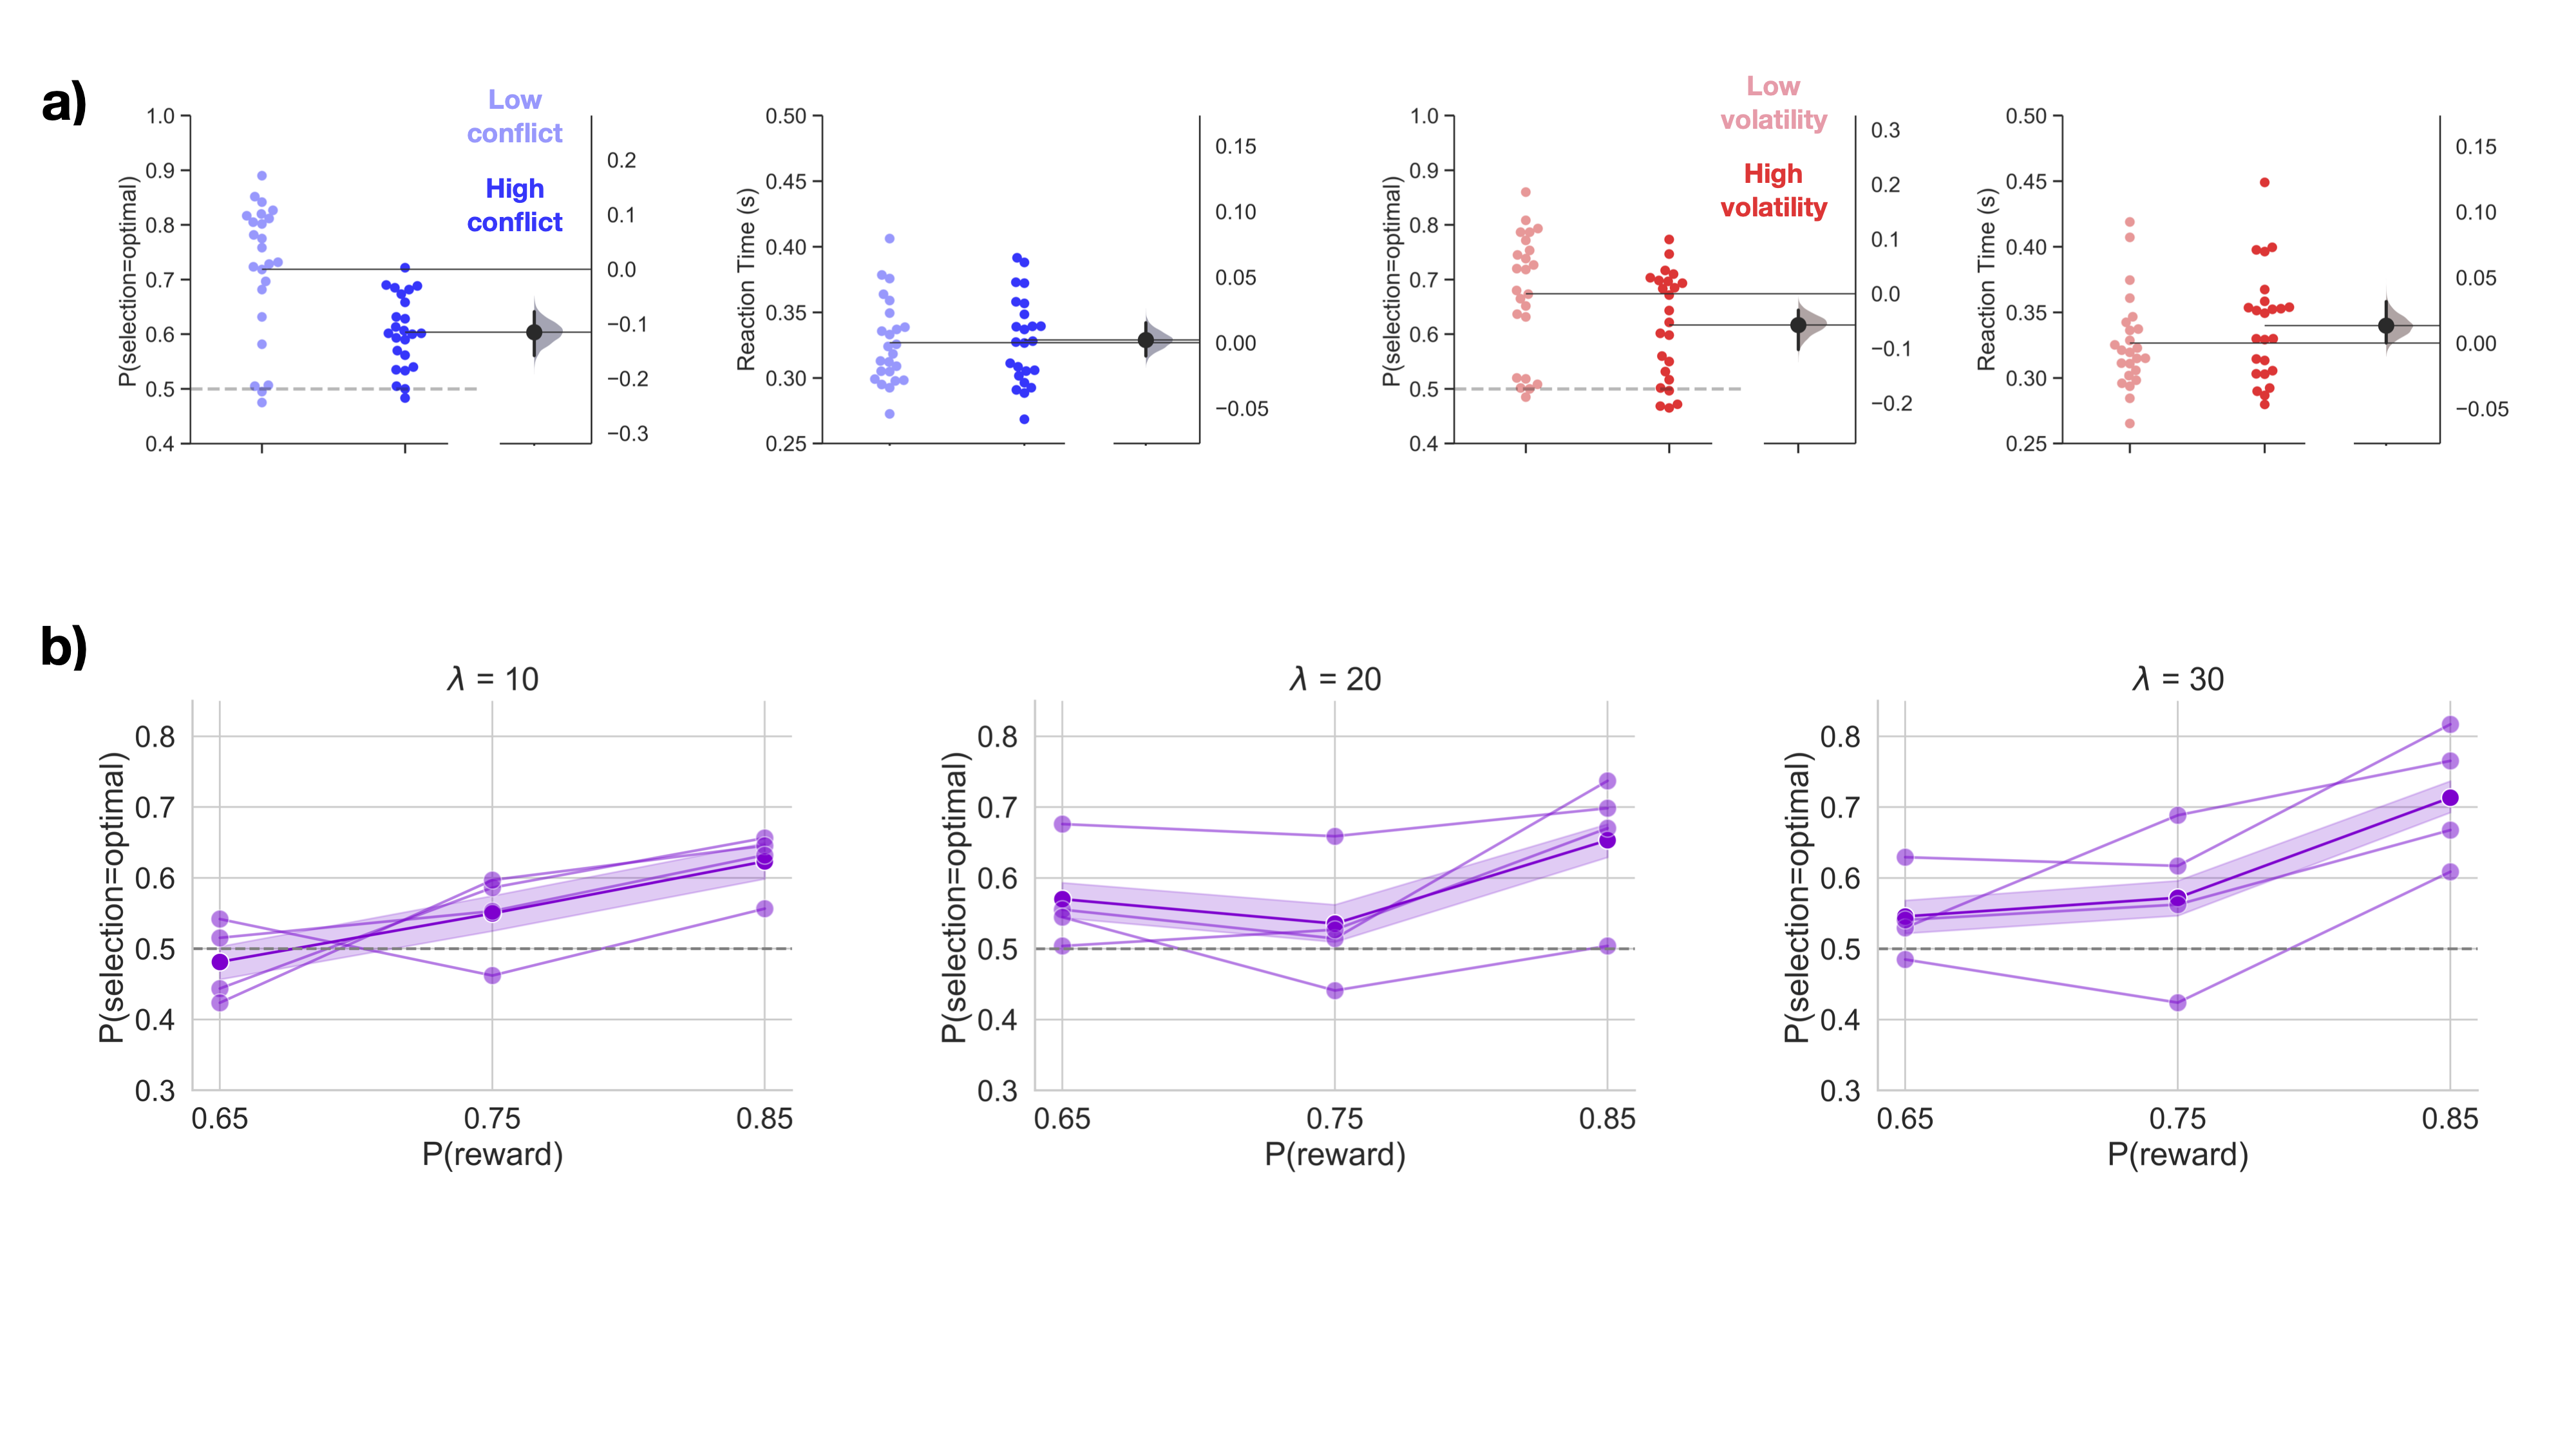 a)
Low
conflict
High
conflict
P(selection=optimal)
1.0
0.9
0.8
0.7
0.6
0.5
0.4
0.2
0.1
0.0
−0.1
−0.2
−0.3
Reaction Time (s)
0.50
0.45
0.40
0.35
0.30
0.25
0.15
0.10
0.05
0.00
−0.05
Low
volatility
High
volatility
P(selection=optimal)
1.0
0.9
0.8
0.7
0.6
0.5
0.4
0.3
0.2
0.1
0.0
−0.1
−0.2
Reaction Time (s)
0.50
0.45
0.40
0.35
0.30
0.25
0.15
0.10
0.05
0.00
−0.05
b)
λ = 10
P(selection=optimal)
0.8
0.7
0.6
0.5
0.4
0.3
0.65 0.75 0.85
P(reward)
λ = 20
P(selection=optimal)
0.8
0.7
0.6
0.5
0.4
0.3
0.65 0.75 0.85
P(reward)
λ = 30
P(selection=optimal)
0.8
0.7
0.6
0.5
0.4
0.3
0.65 0.75 0.85
P(reward)